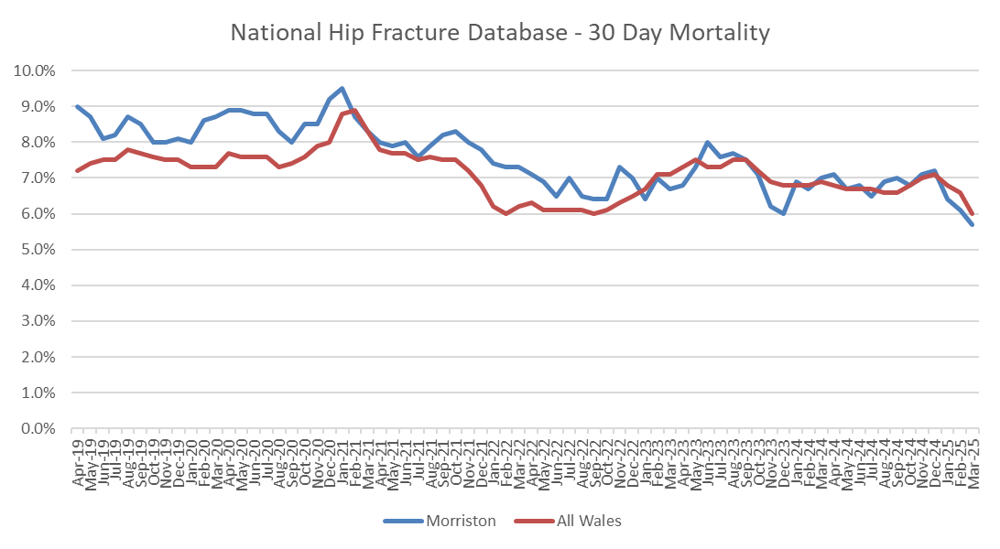 National Hip Fracture Database - 30 Day Mortality
10.0%
9.0%
8.0%
7.0%
6.0%
5.0%
4.0%
3.0%
2.0%
1.0%
0.0%
Apr-19
May-19
Jun-19
Jul-19
Aug-19
Sep-19
Oct-19
Nov-19
Dec-19
Jan-20
Feb-20
Mar-20
Apr-20
May-20
Jun-20
Jul-20
Aug-20
Sep-20
Oct-20
Nov-20
Dec-20
Jan-21
Feb-21
Mar-21
Apr-21
May-21
Jun-21
Jul-21
Aug-21
Sep-21
Oct-21
Nov-21
Dec-21
Jan-22
Feb-22
Mar-22
Apr-22
May-22
Jun-22
Jul-22
Aug-22
Sep-22
Oct-22
Nov-22
Dec-22
Jan-23
Feb-23
Mar-23
Apr-23
May-23
Jun-23
Jul-23
Aug-23
Sep-23
Oct-23
Nov-23
Dec-23
Jan-24
Feb-24
Mar-24
Apr-24
May-24
Jun-24
Jul-24
Aug-24
Sep-24
Oct-24
Nov-24
Dec-24
Jan-25
Feb-25
Mar-25
Morriston
All Wales